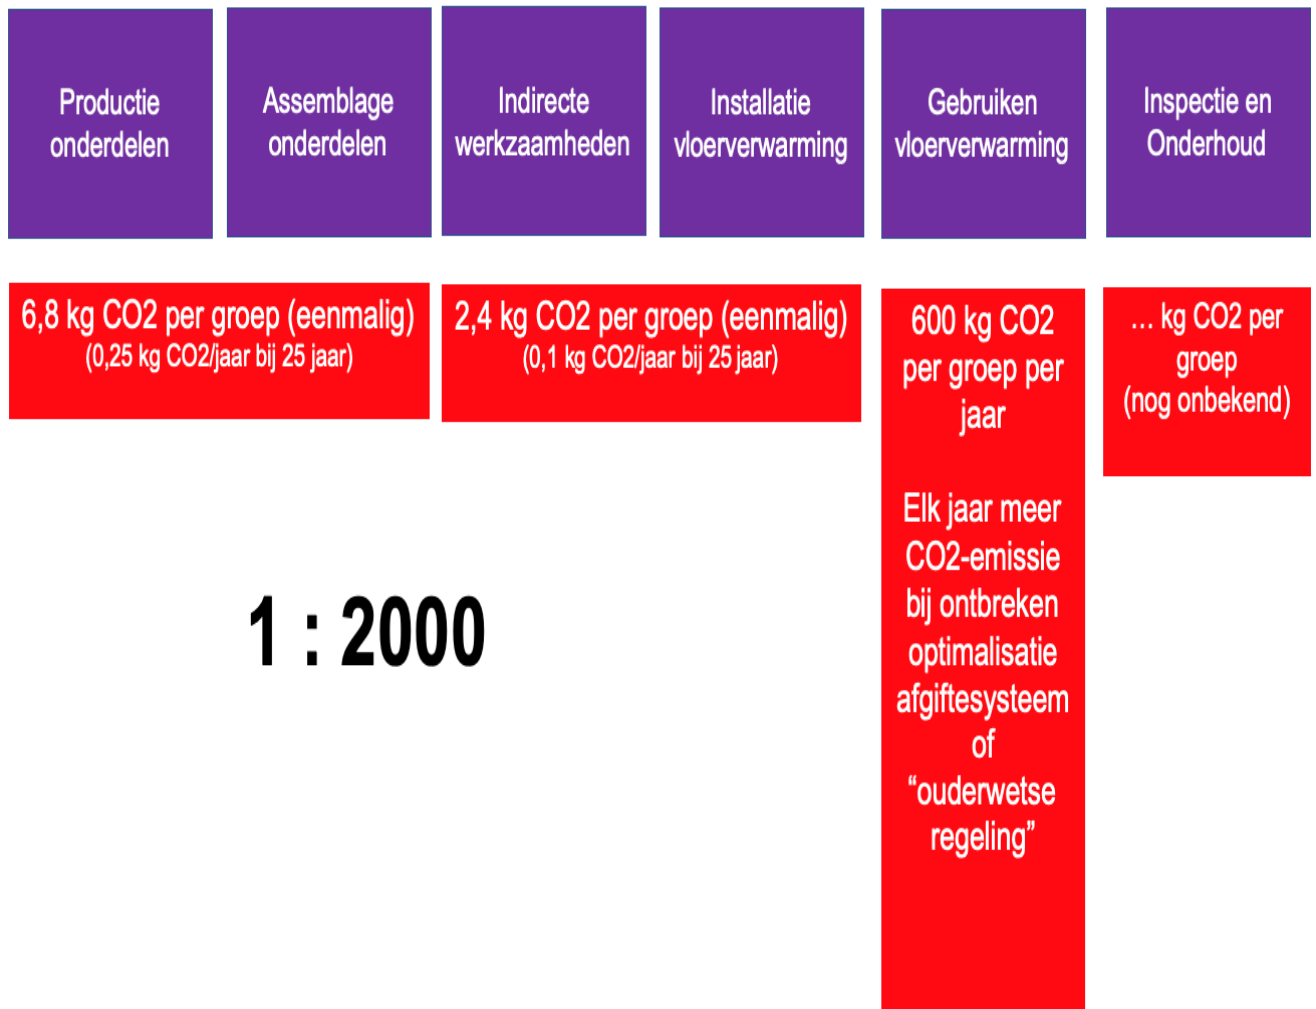 Productie
onderdelen
Assemblage
onderdelen
Indirecte
werkzaamheden
Installatie
vloerverwarming
Gebruiken
vloerverwarming
Inspectie en
Onderhoud
6,8 kg CO2 per groep (eenmalig)
(0,25 kg CO2/jaar bij 25 jaar)
2,4 kg CO2 per groep (eenmalig)
(0,1 kg CO2/jaar bij 25 jaar)
600 kg CO2
per groep per
jaar
Elk jaar meer
CO2-emissie
bij ontbreken
optimalisatie
afgiftesysteem
of
“ouderwetse
regeling”
... kg CO2 per
groep
(nog onbekend)
1 : 2000